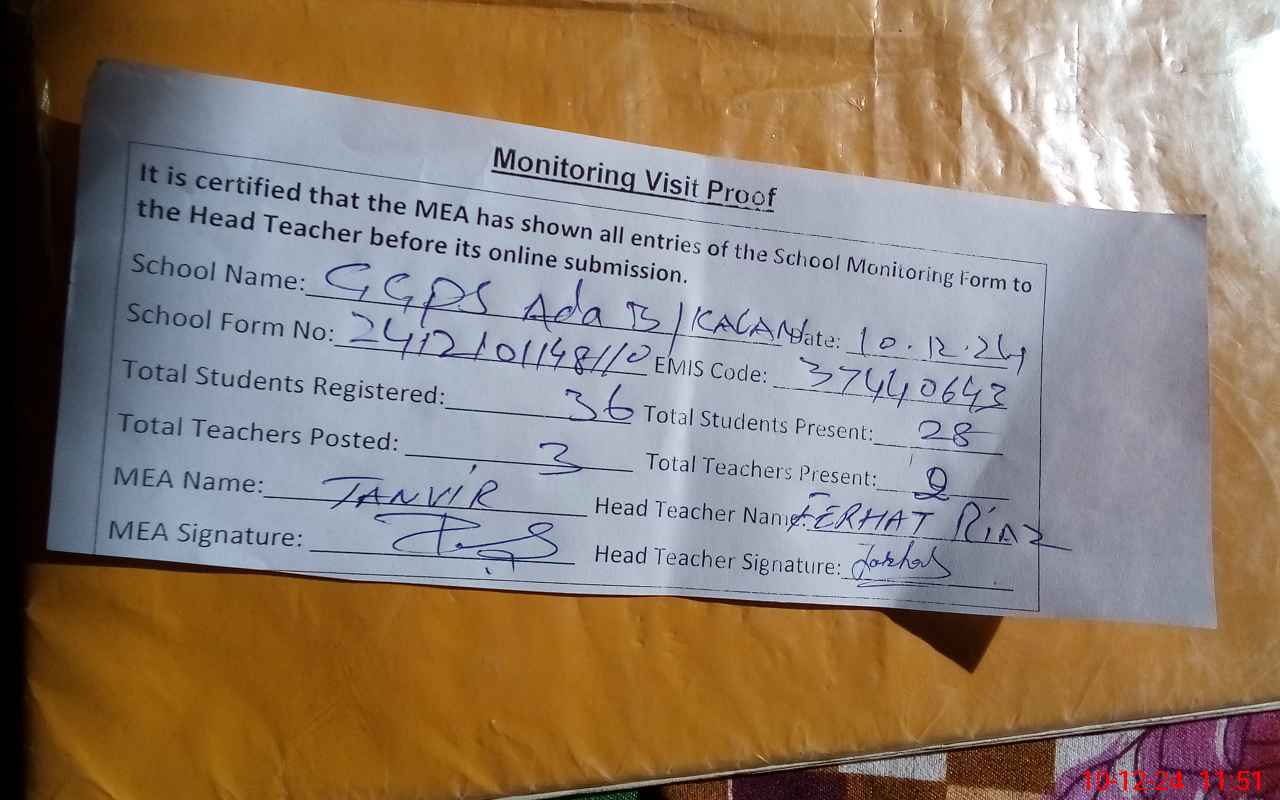 Monitoring Visit Proof
It is certified that the MEA has shown all entries of the School Monitoring Form to
the Head Teacher before its online submission.
School Name: GGPS Ada B/KALAN Date: 10.12.24
School Form No: EMIS Code: 37440643
Total Students Registered: 36 Total Students Present: 28
Total Teachers Posted: 3 Total Teachers Present: 2
MEA Name: TANVIR Head Teacher Name: FERHAT Riaz
MEA Signature: Head Teacher Signature:
10-12-24 11:51